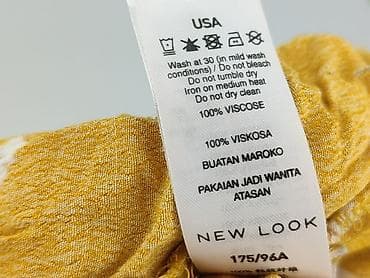 USA
Wash at 30 (in mild wash
conditions) / Do not bleach
Do not tumble dry
Iron on medium heat
Do not dry clean
100% VISCOSE
100% VISKOSA
BUATAN MAROKO
PAKAIAN JADI WANITA
ATASAN
NEW LOOK
175/96A
100%